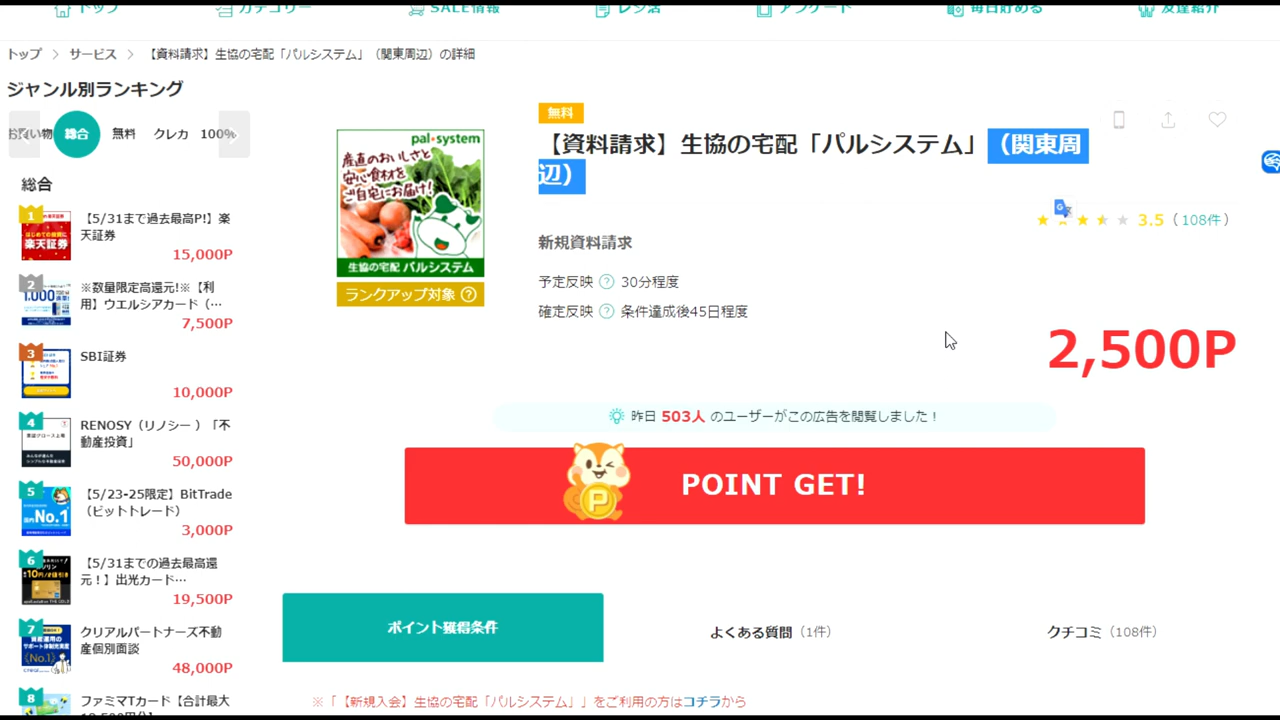 トップ
カテゴリー
SALE情報
レシ活
アンケート
毎日貯める
友達紹介
トップ > サービス > 【資料請求】生協の宅配「パルシステム」（関東周辺）の詳細
ジャンル別ランキング
お買い物 総合 無料 クレカ 100%
総合
1
【5/31まで過去最高P!】楽
天証券
15,000P
2
※数量限定高還元!※【利
用】ウエルシアカード（…
7,500P
3
SBI証券
10,000P
4
RENOSY（リノシー）「不
動産投資」
50,000P
5
【5/23-25限定】BitTrade
（ビットトレード）
3,000P
6
【5/31までの過去最高還
元！】出光カード…
19,500P
7
クリアルパートナーズ不動
産個別面談
48,000P
8
ファミマTカード【合計最大
pal*system
産直のおいしさと
安心食材を
ご自宅にお届け!
生協の宅配 パルシステム
ランクアップ対象 ?
無料
【資料請求】生協の宅配「パルシステム」（関東周
辺）
3.5（108件）
新規資料請求
予定反映 ? 30分程度
確定反映 ? 条件達成後45日程度
2,500P
昨日 503人 のユーザーがこの広告を閲覧しました！
P
POINT GET!
ポイント獲得条件
よくある質問（1件）
クチコミ（108件）
※「【新規入会】生協の宅配「パルシステム」」をご利用の方はコチラから